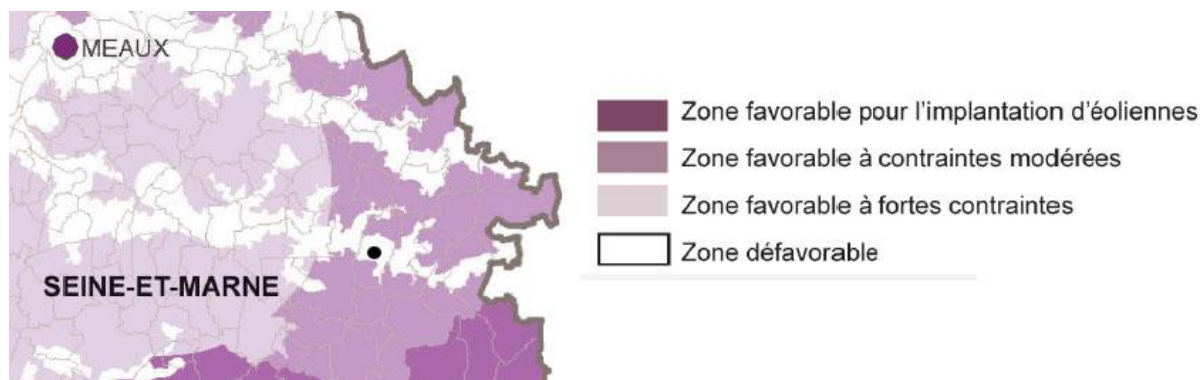 MEAUX
SEINE-ET-MARNE
Zone favorable pour l'implantation d'éoliennes
Zone favorable à contraintes modérées
Zone favorable à fortes contraintes
Zone défavorable